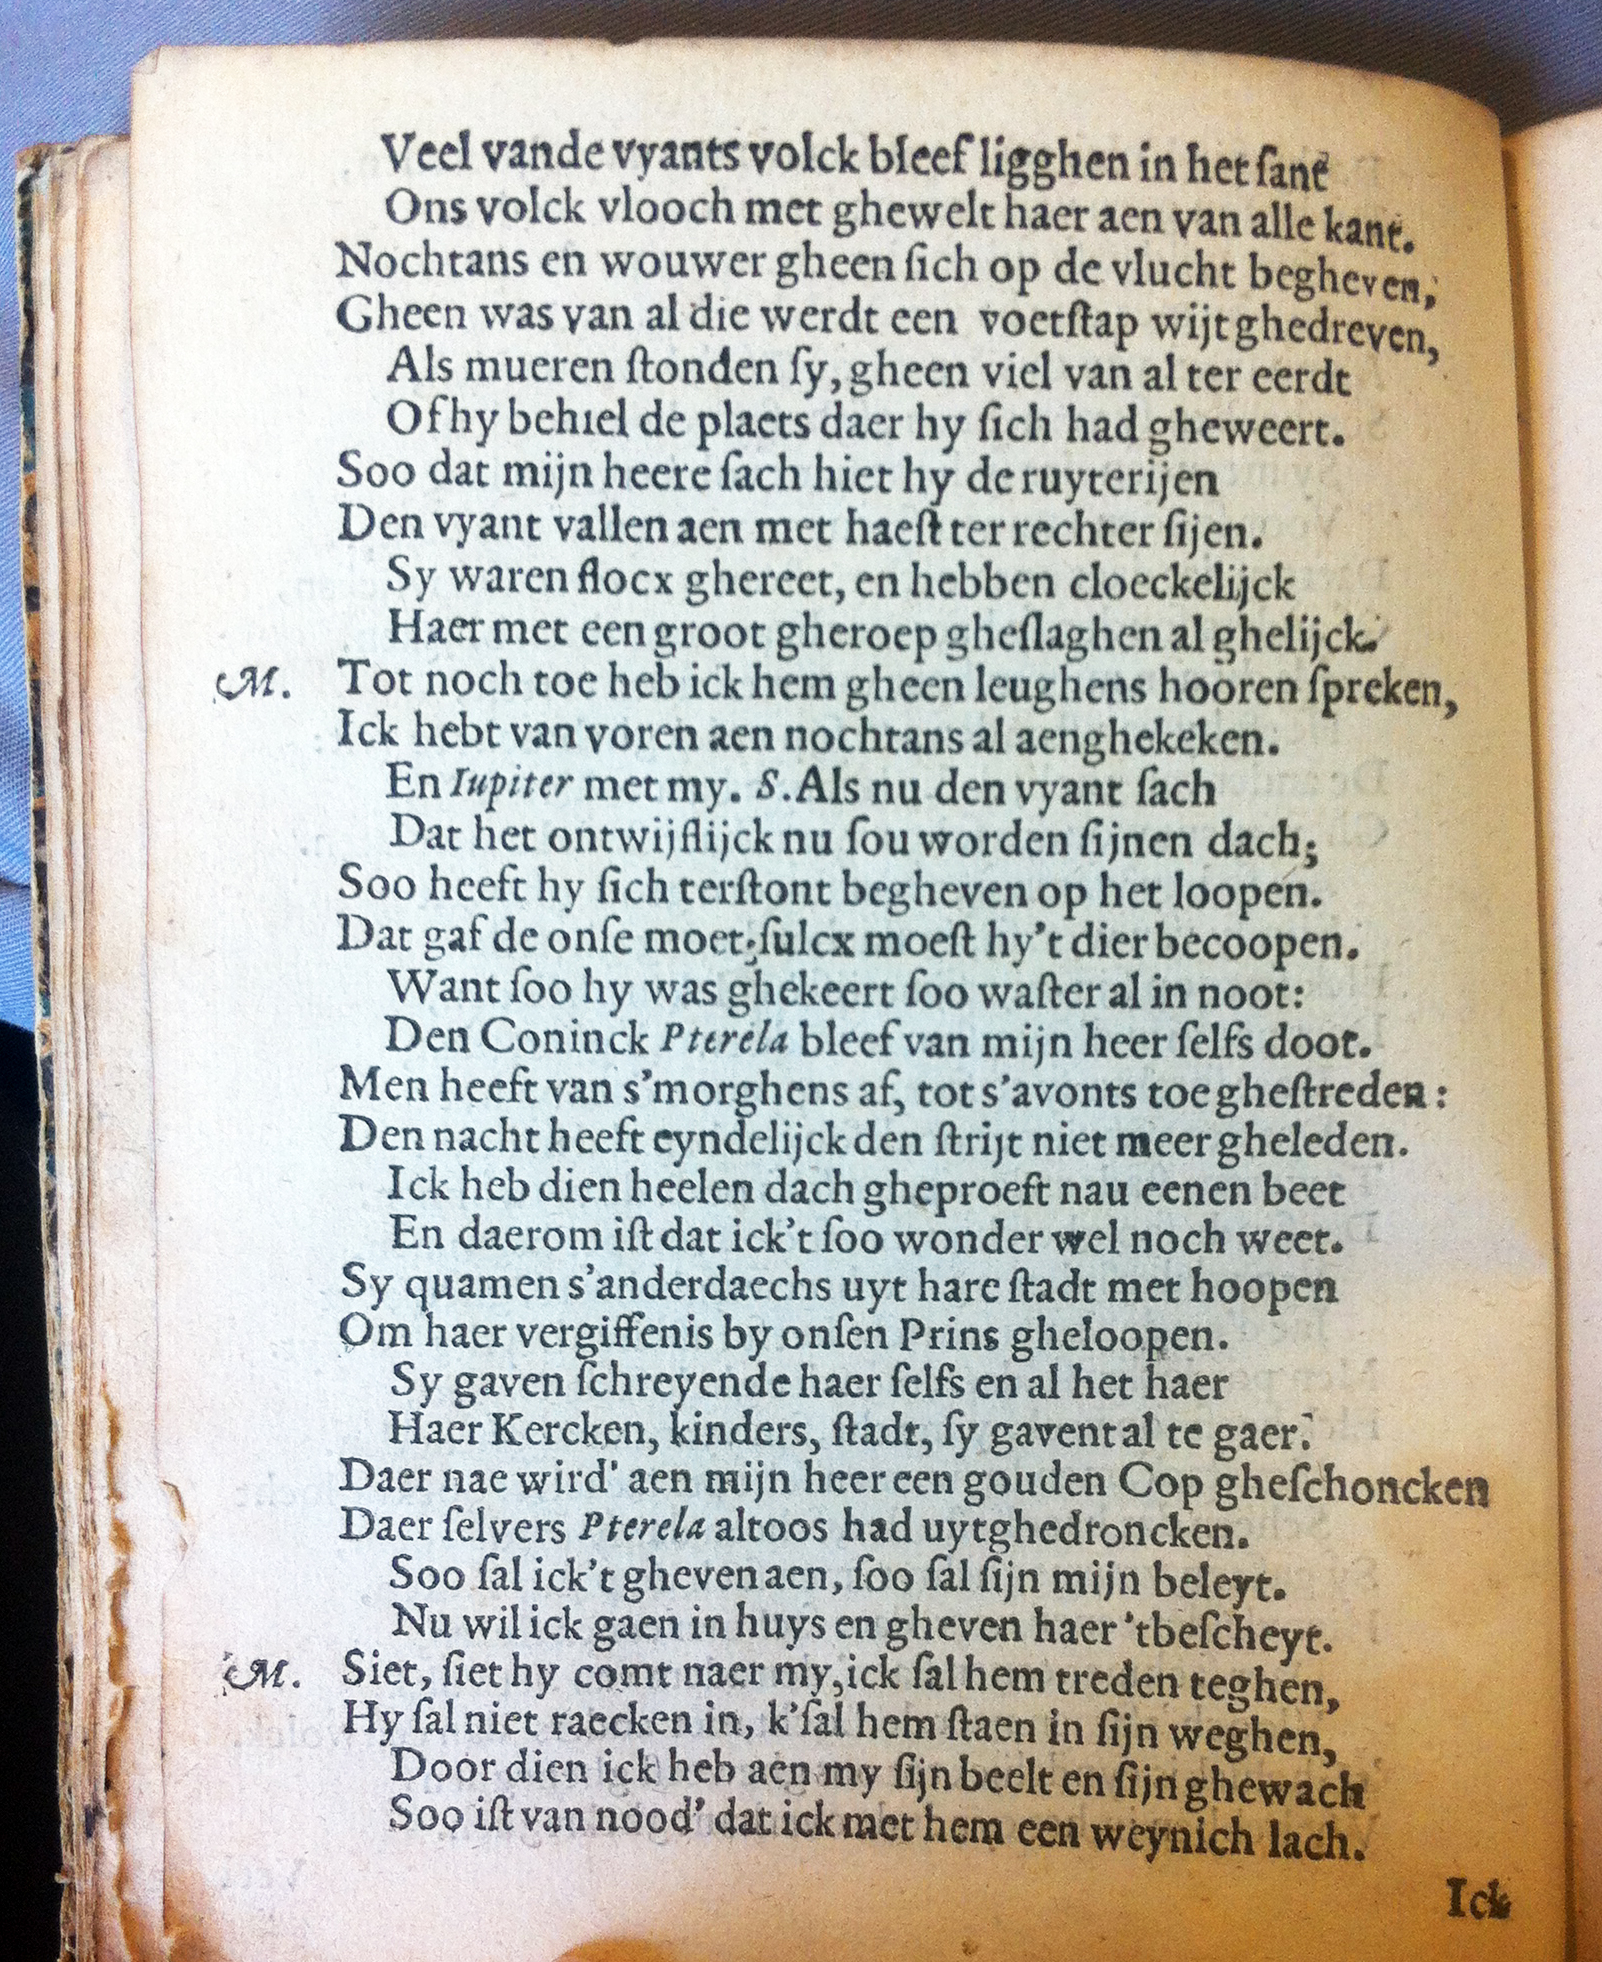 Veel vande vyants volck bleef ligghen in het ſant
Ons volck vlooch met ghewelt haer aen van alle kant.
Nochtans en wouwer gheen ſich op de vlucht begheven,
Gheen was van al die werdt een voetſtap wijt ghedreven,
Als mueren ſtonden ſy, gheen viel van al ter eerdt
Of hy behiel de plaets daer hy ſich had gheweert.
Soo dat mijn heere ſach hiet hy de ruyterijen
Den vyant vallen aen met haeſt ter rechter ſijen.
Sy waren flocx ghereet, en hebben cloeckelijck
Haer met een groot gheroep gheſlaghen al ghelijck.
M. Tot noch toe heb ick hem gheen leughens hooren ſpreken,
Ick hebt van voren aen nochtans al aenghekeken.
En Iupiter met my. S. Als nu den vyant ſach
Dat het ontwijflijck nu ſou worden ſijnen dach;
Soo heeft hy ſich terſtont begheven op het loopen.
Dat gaf de onſe moet; ſulcx moeſt hy't dier becoopen.
Want ſoo hy was ghekeert ſoo waſter al in noot:
Den Coninck Pterela bleef van mijn heer ſelfs doot.
Men heeft van s'morghens af, tot s'avonts toe gheſtreden:
Den nacht heeft eyndelijck den ſtrijt niet meer gheleden.
Ick heb dien heelen dach gheproeft nau eenen beet
En daerom iſt dat ick't ſoo wonder wel noch weet.
Sy quamen s'anderdaechs uyt hare ſtadt met hoopen
Om haer vergiffenis by onſen Prins gheloopen.
Sy gaven ſchreyende haer ſelfs en al het haer
Haer Kercken, kinders, ſtadt, ſy gavent al te gaer.
Daer nae wird' aen mijn heer een gouden Cop gheſchoncken
Daer ſelvers Pterela altoos had uytghedroncken.
Soo ſal ick't gheven aen, ſoo ſal ſijn mijn beleyt.
Nu wil ick gaen in huys en gheven haer 'tbeſcheyt.
M. Siet, ſiet hy comt naer my, ick ſal hem treden teghen,
Hy ſal niet raecken in, k'ſal hem ſtaen in ſijn weghen,
Door dien ick heb aen my ſijn beelt en ſijn ghewach
Soo iſt van nood' dat ick met hem een weynich lach.
Ick